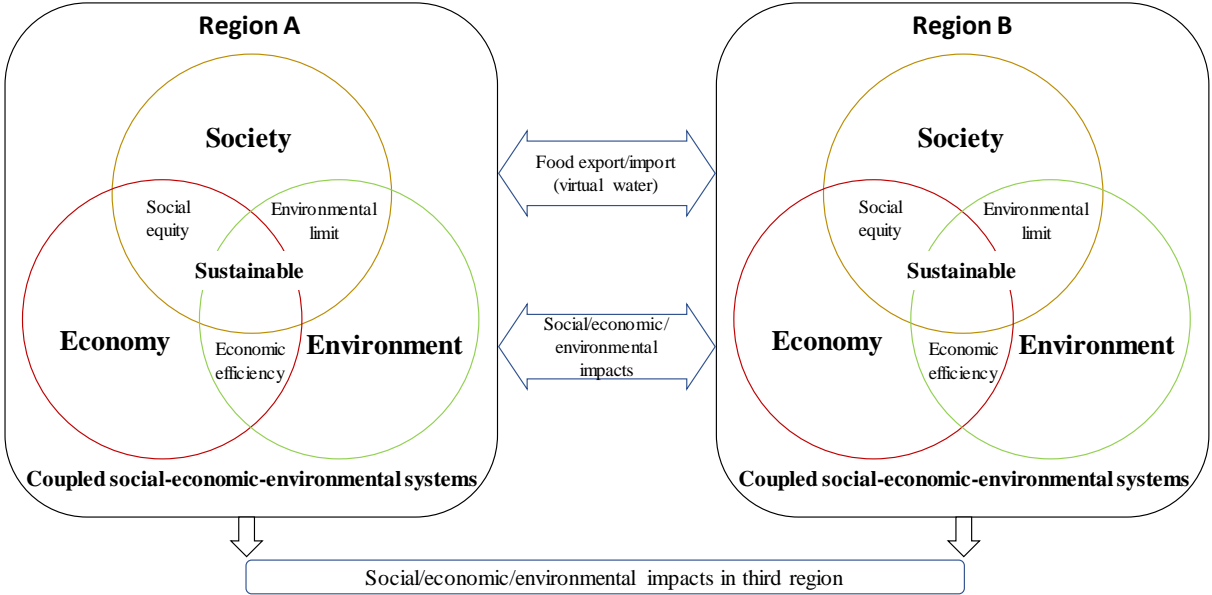 Region A
Society
Social
equity
Environmental
limit
Sustainable
Economy
Environment
Economic
efficiency
Coupled social-economic-environmental systems
Food export/import
(virtual water)
Social/economic/
environmental
impacts
Region B
Society
Social
equity
Environmental
limit
Sustainable
Economy
Environment
Economic
efficiency
Coupled social-economic-environmental systems
Social/economic/environmental impacts in third region